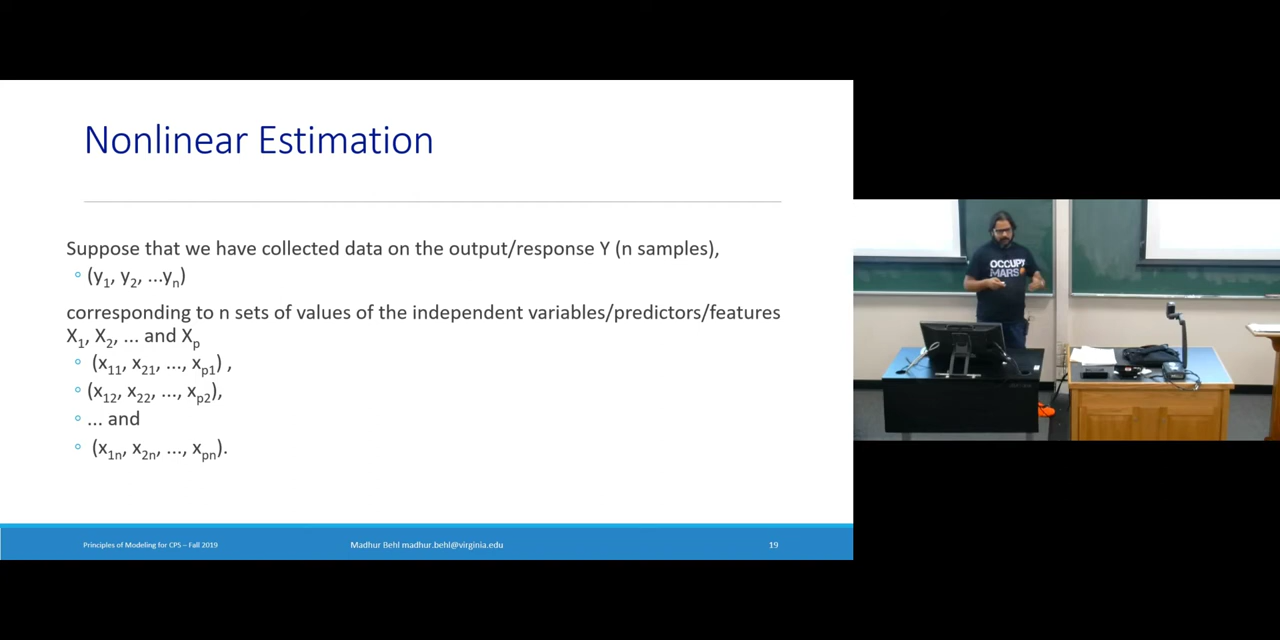 Nonlinear Estimation
Suppose that we have collected data on the output/response Y (n samples),
◦ (y₁, y₂, ...yₙ)
corresponding to n sets of values of the independent variables/predictors/features
X₁, X₂, ... and Xₚ
◦ (x₁₁, x₂₁, ..., xₚ₁) ,
◦ (x₁₂, x₂₂, ..., xₚ₂),
◦ ... and
◦ (x₁ₙ, x₂ₙ, ..., xₚₙ).
Principles of Modeling for CPS – Fall 2019
Madhur Behl madhur.behl@virginia.edu
19
OCCUPY
MARS